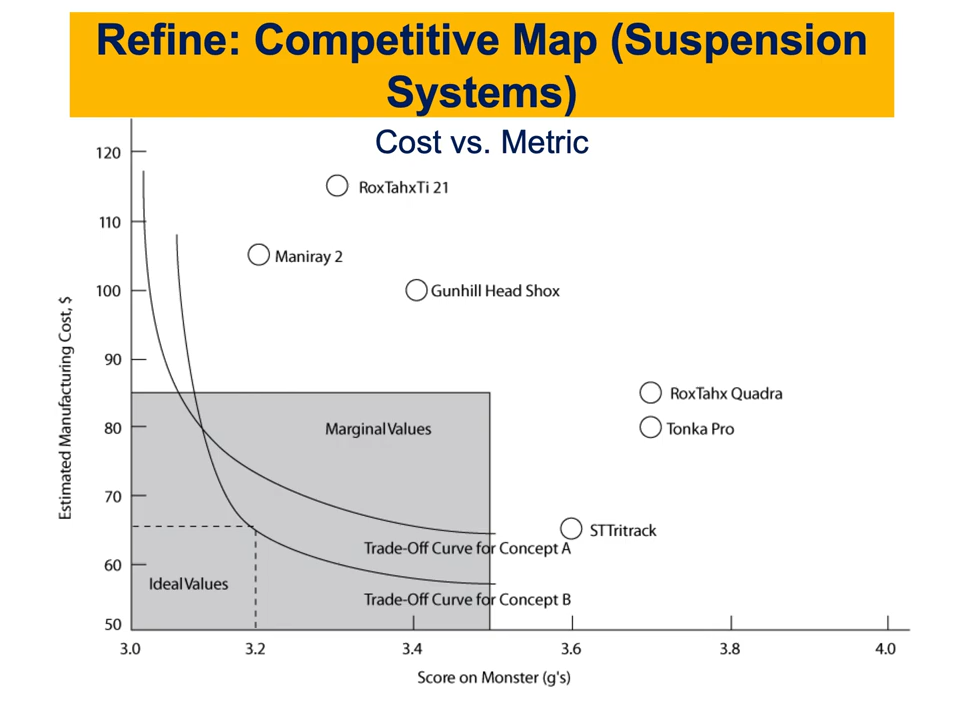 Refine: Competitive Map (Suspension
Systems)
Cost vs. Metric
120
110
100
90
80
70
60
50
Estimated Manufacturing Cost, $
RoxTahxTi 21
Maniray 2
Gunhill Head Shox
RoxTahx Quadra
Tonka Pro
STTritrack
Marginal Values
Trade-Off Curve for Concept A
Ideal Values
Trade-Off Curve for Concept B
3.0 3.2 3.4 3.6 3.8 4.0
Score on Monster (g's)